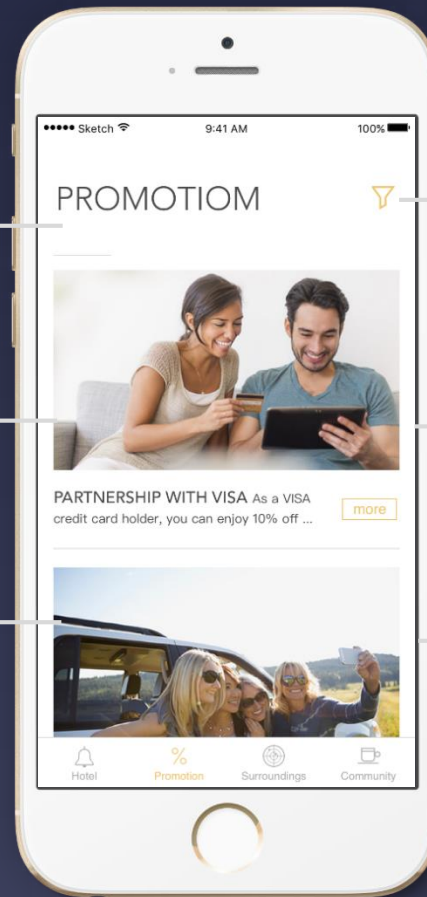 Sketch 9:41 AM 100%
PROMOTIOM
PARTNERSHIP WITH VISA As a VISA
credit card holder, you can enjoy 10% off ...
more
Hotel Promotion Surroundings Community